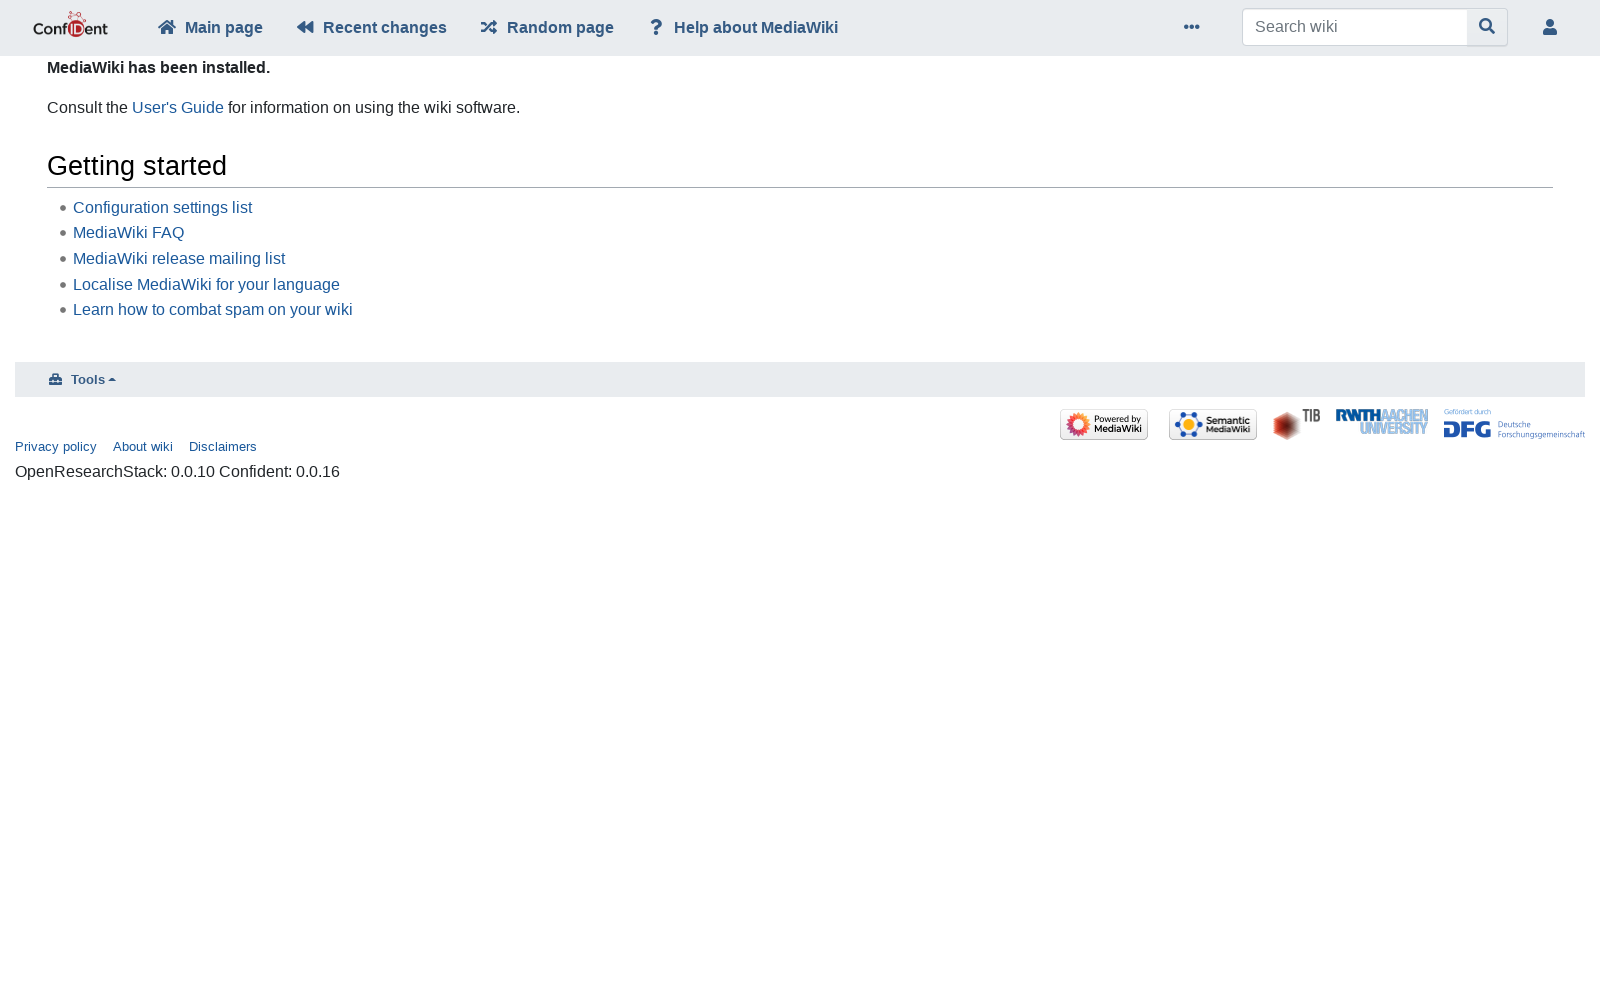 ConfIDent
Main page
Recent changes
Random page
Help about MediaWiki
Search wiki
MediaWiki has been installed.
Consult the User's Guide for information on using the wiki software.
Getting started
Configuration settings list
MediaWiki FAQ
MediaWiki release mailing list
Localise MediaWiki for your language
Learn how to combat spam on your wiki
Tools
Powered by
MediaWiki
Semantic
MediaWiki
TIB
RWTH AACHEN
UNIVERSITY
Gefördert durch
DFG Deutsche
Forschungsgemeinschaft
Privacy policy
About wiki
Disclaimers
OpenResearchStack: 0.0.10 Confident: 0.0.16